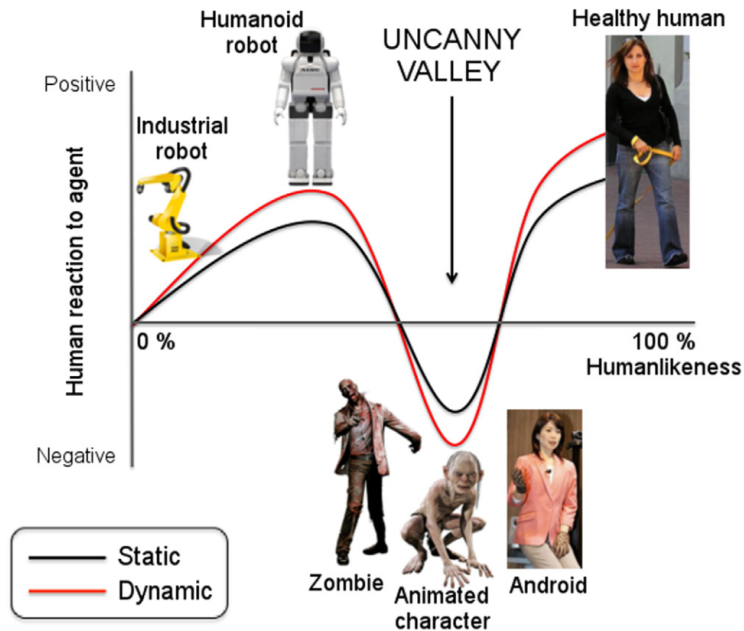 Humanoid
robot
UNCANNY
VALLEY
Healthy human
Positive
Industrial
robot
Human reaction to agent
0 %
100 %
Humanlikeness
Negative
Static
Dynamic
Zombie
Animated
character
Android